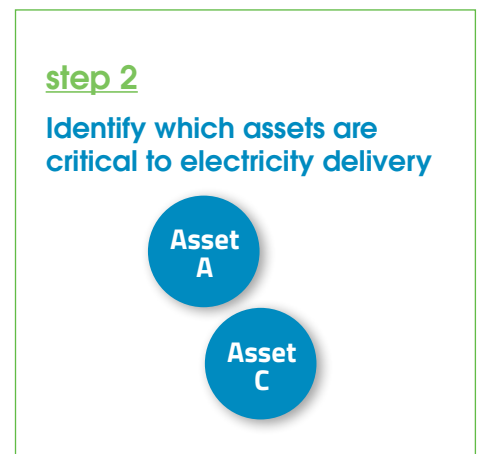 step 2
Identify which assets are
critical to electricity delivery
Asset
A
Asset
C